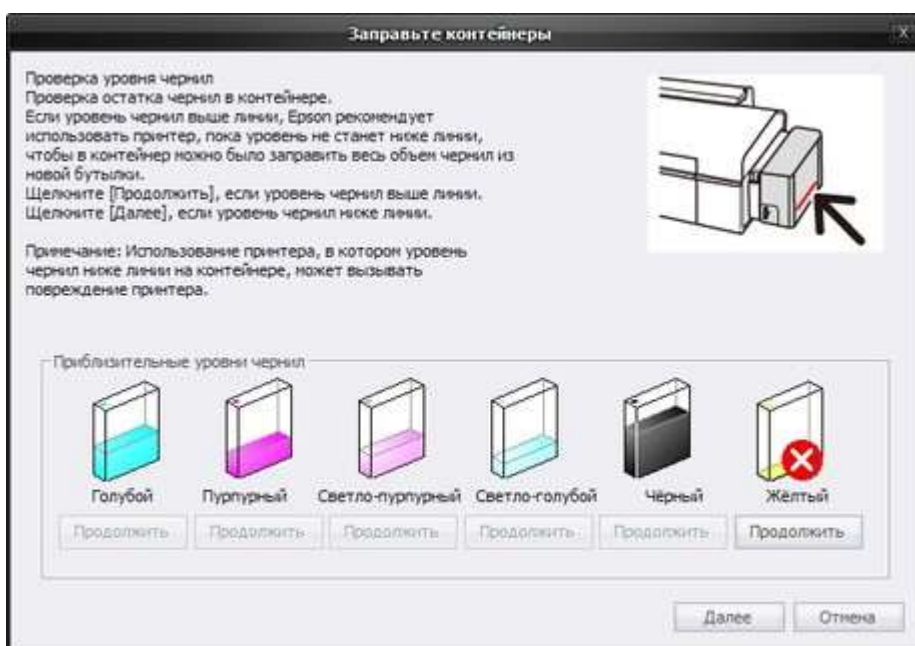 Заправьте контейнеры
Проверка уровня чернил
Проверка остатка чернил в контейнере.
Если уровень чернил выше линии, Epson рекомендует
использовать принтер, пока уровень не станет ниже линии,
чтобы в контейнер можно было заправить весь объем чернил из
новой бутылки.
Щелкните [Продолжить], если уровень чернил выше линии.
Щелкните [Далее], если уровень чернил ниже линии.
Примечание: Использование принтера, в котором уровень
чернил ниже линии на контейнере, может вызывать
повреждение принтера.
Приблизительные уровни чернил
Голубой Пурпурный Светло-пурпурный Светло-голубой Чёрный Жёлтый
Продолжить Продолжить Продолжить Продолжить Продолжить Продолжить
Далее Отмена